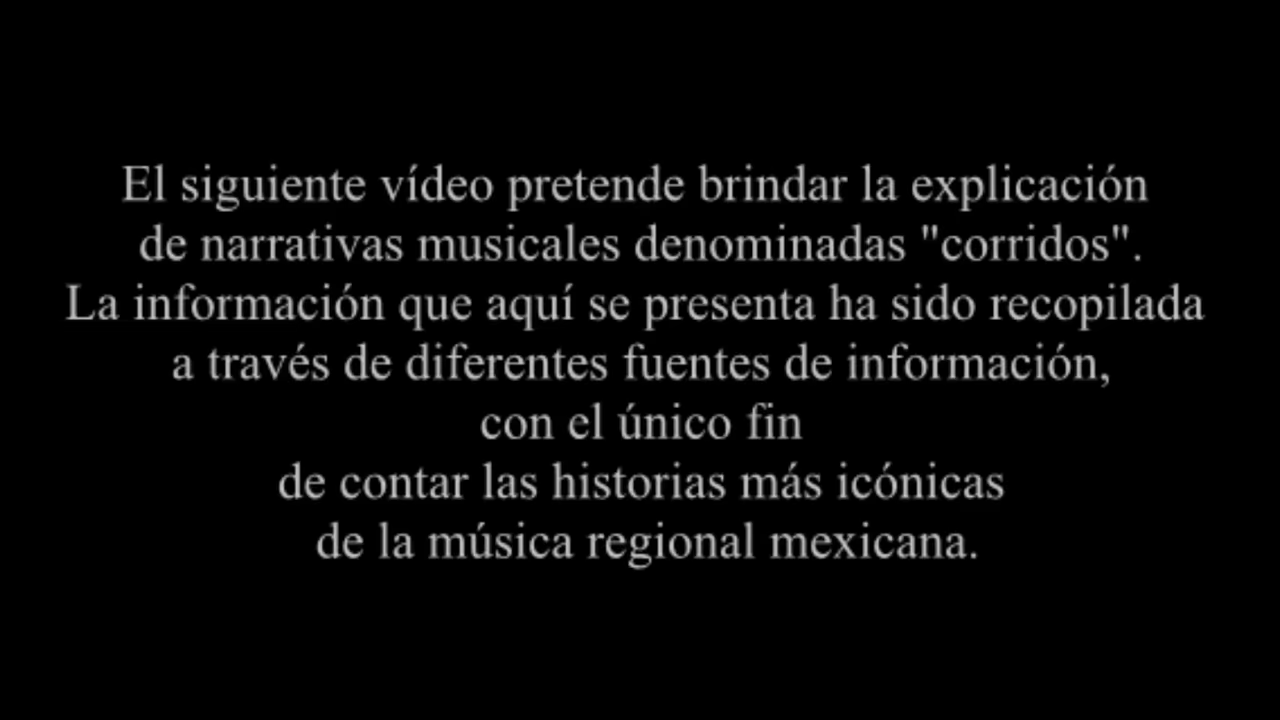 El siguiente vídeo pretende brindar la explicación
de narrativas musicales denominadas "corridos".
La información que aquí se presenta ha sido recopilada
a través de diferentes fuentes de información,
con el único fin
de contar las historias más icónicas
de la música regional mexicana.